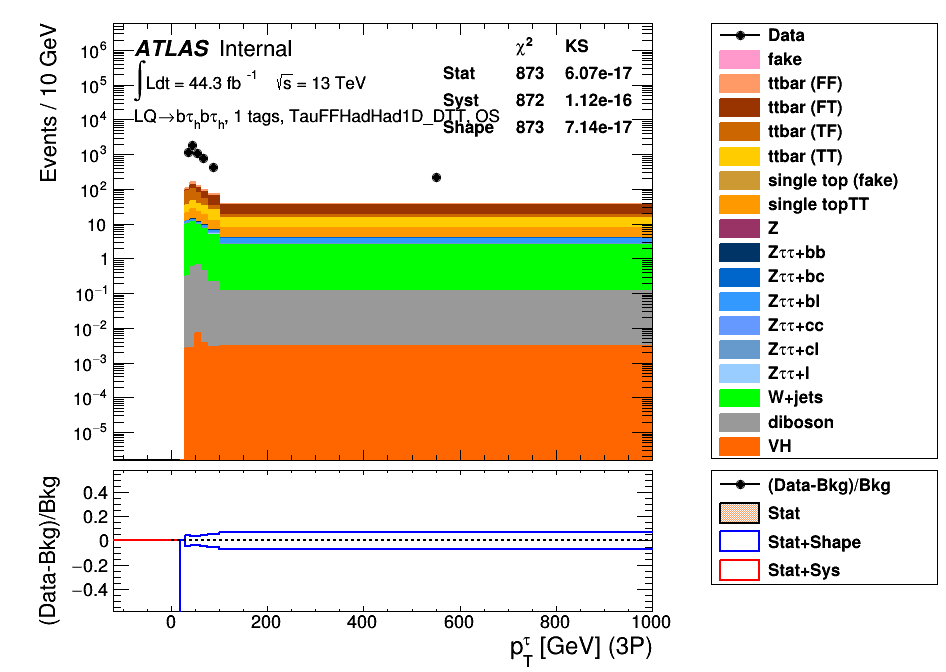 ATLAS Internal
∫Ldt = 44.3 fb⁻¹ √s = 13 TeV
LQ→bτₕbτₕ, 1 tags, TauFFHadHad1D_DTT, OS
χ² KS
Stat 873 6.07e-17
Syst 872 1.12e-16
Shape 873 7.14e-17
Events / 10 GeV
10⁶
10⁵
10⁴
10³
10²
10
1
10⁻¹
10⁻²
10⁻³
10⁻⁴
10⁻⁵
Data
fake
ttbar (FF)
ttbar (FT)
ttbar (TF)
ttbar (TT)
single top (fake)
single topTT
Z
Zττ+bb
Zττ+bc
Zττ+bl
Zττ+cc
Zττ+cl
Zττ+l
W+jets
diboson
VH
(Data-Bkg)/Bkg
0.4
0.2
0
−0.2
−0.4
0 200 400 600 800 1000
p_T^τ [GeV] (3P)
(Data-Bkg)/Bkg
Stat
Stat+Shape
Stat+Sys